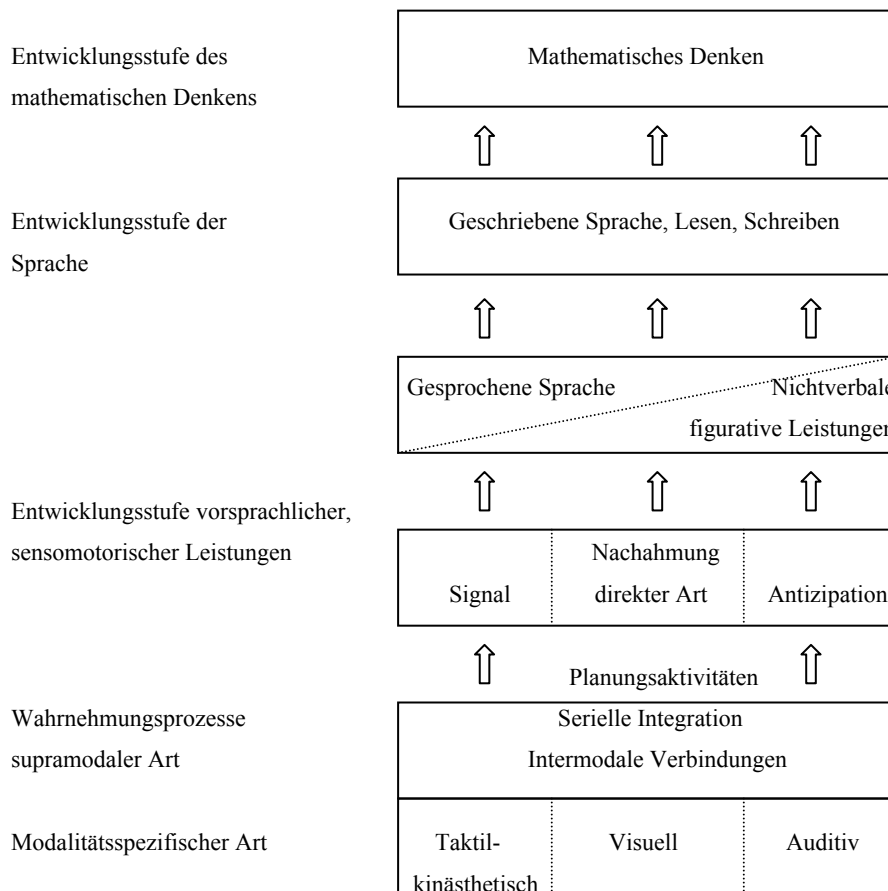 Entwicklungsstufe des
mathematischen Denkens
Mathematisches Denken
Entwicklungsstufe der
Sprache
Geschriebene Sprache, Lesen, Schreiben
Gesprochene Sprache
Nichtverbale
figurative Leistungen
Entwicklungsstufe vorsprachlicher,
sensomotorischer Leistungen
Signal
Nachahmung
direkter Art
Antizipation
Planungsaktivitäten
Wahrnehmungsprozesse
supramodaler Art
Serielle Integration
Intermodale Verbindungen
Modalitätsspezifischer Art
Taktil-
kinästhetisch
Visuell
Auditiv